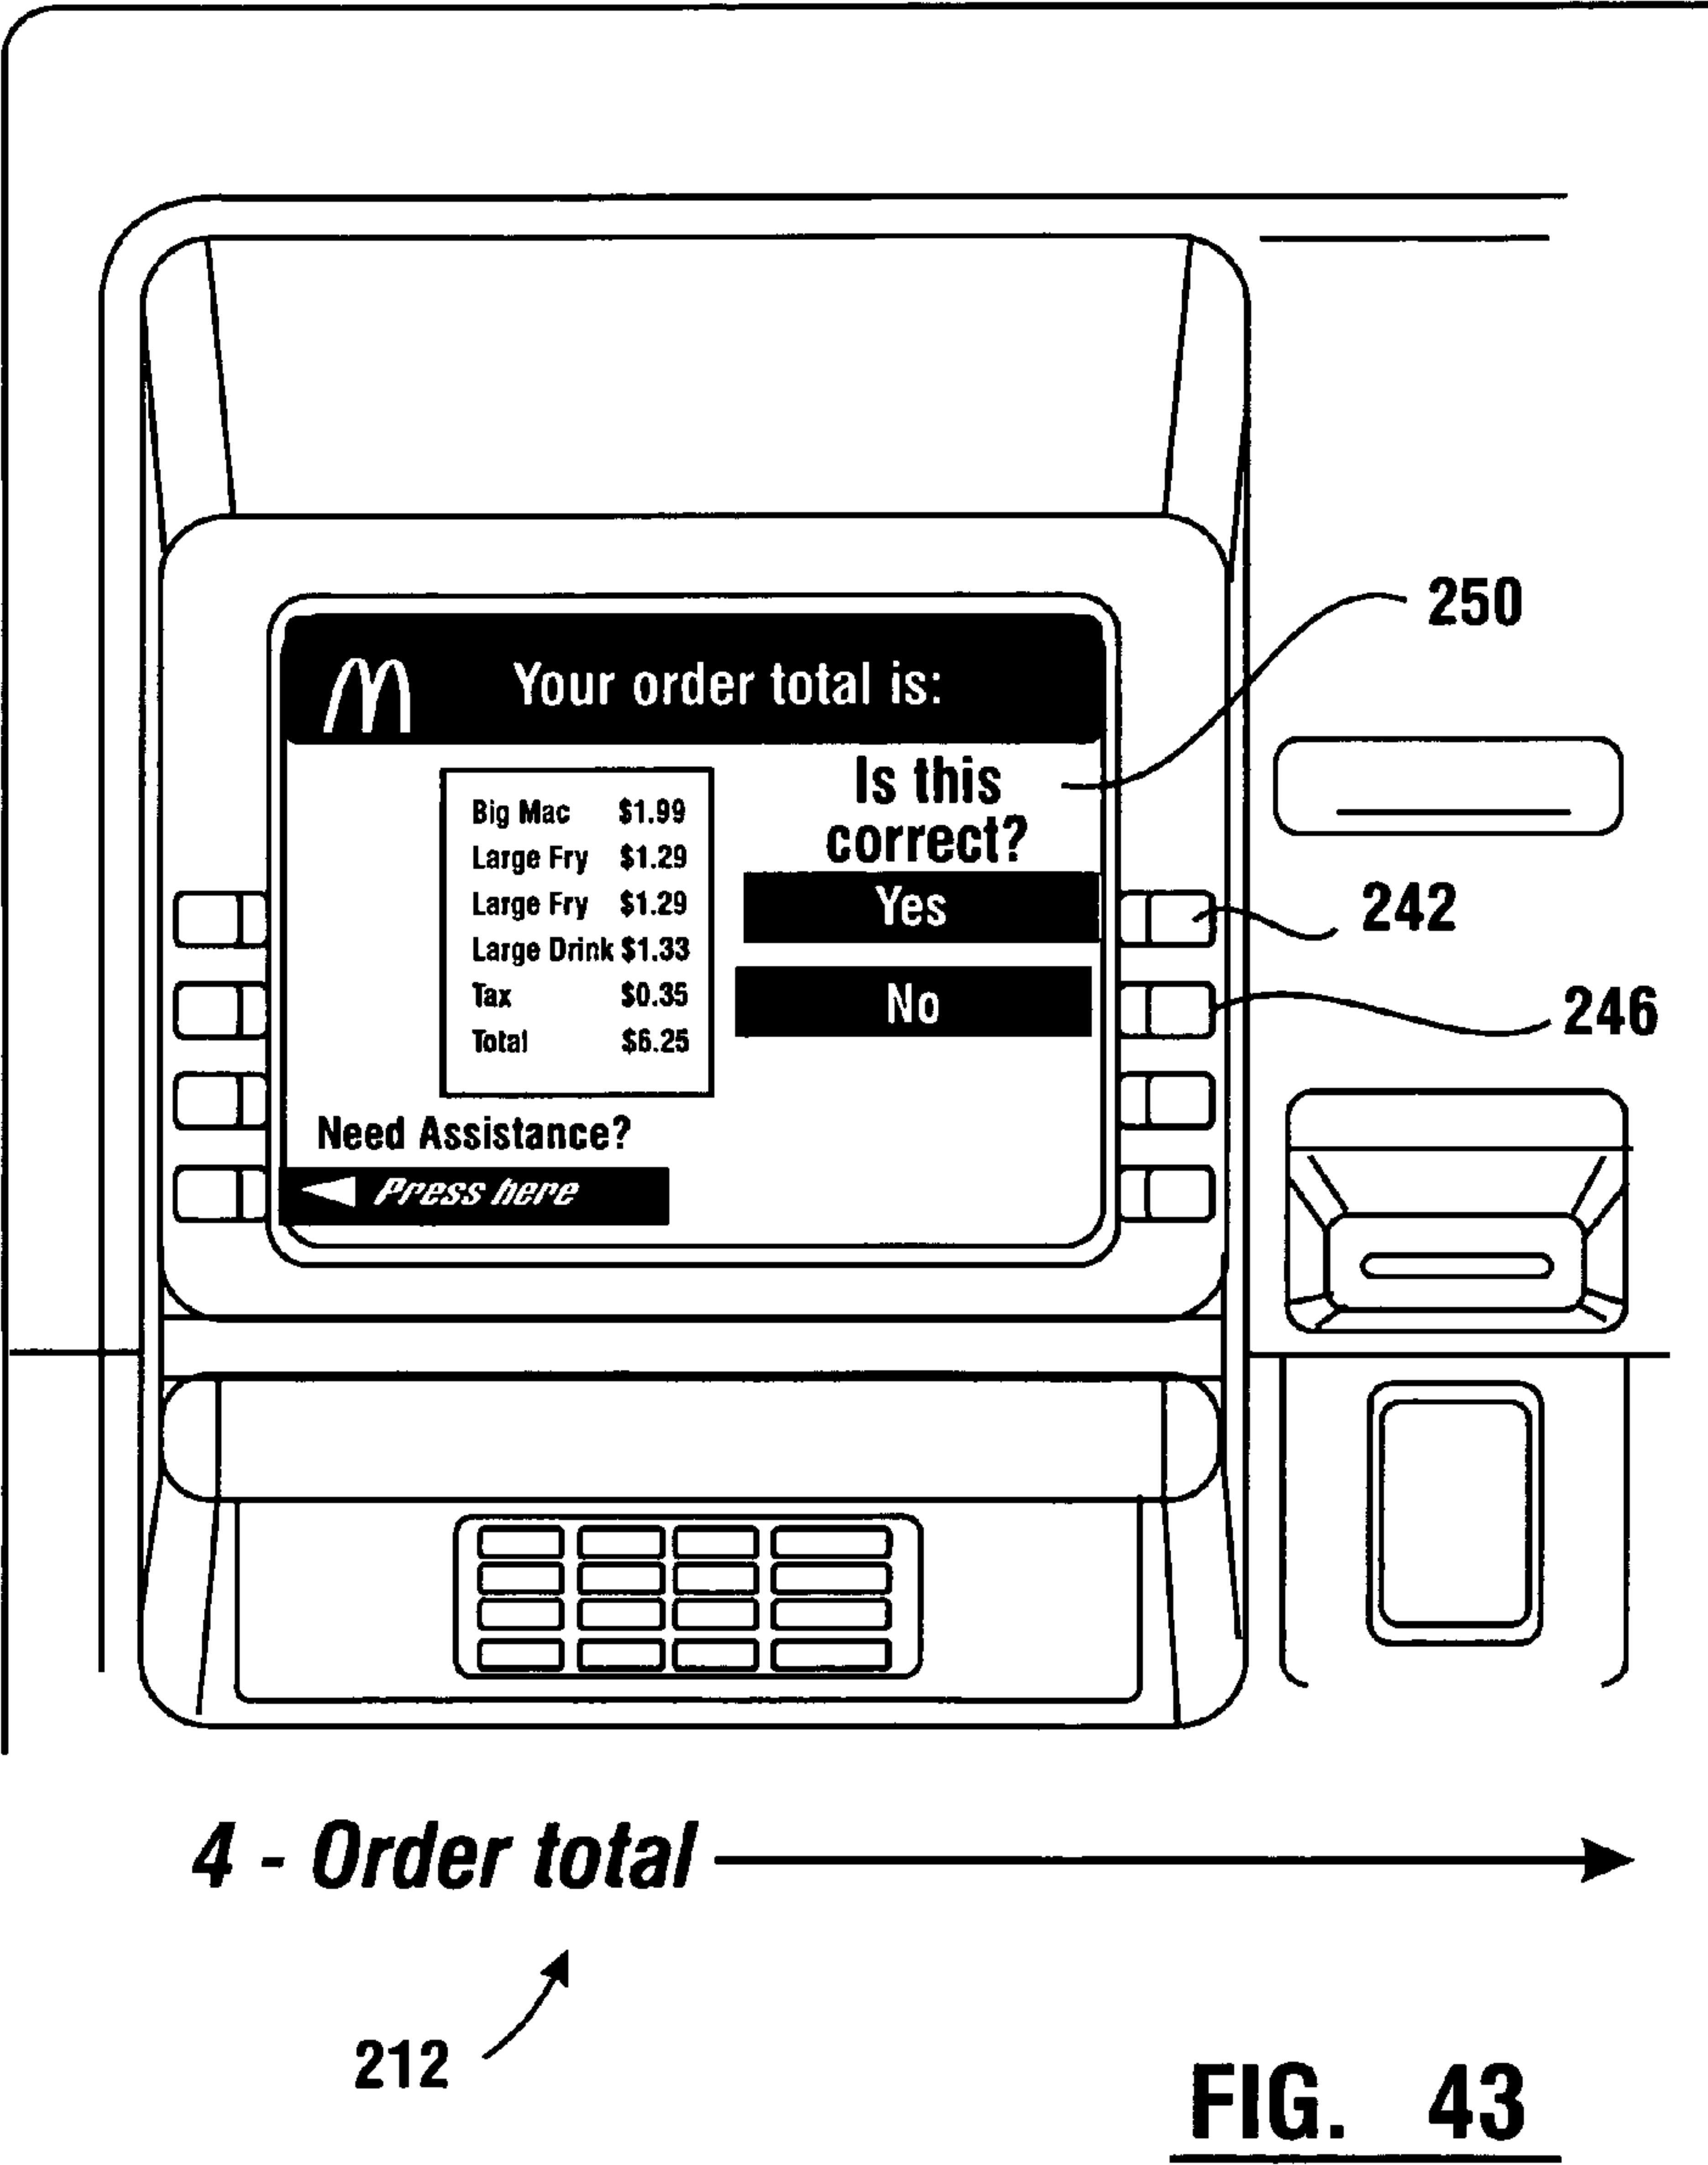 Your order total is:
Is this
correct?
Big Mac $1.99
Large Fry $1.29
Large Fry $1.29
Large Drink $1.33
Tax $0.35
Total $6.25
Yes
No
Need Assistance?
Press here
250
242
246
4 - Order total
212
FIG. 43